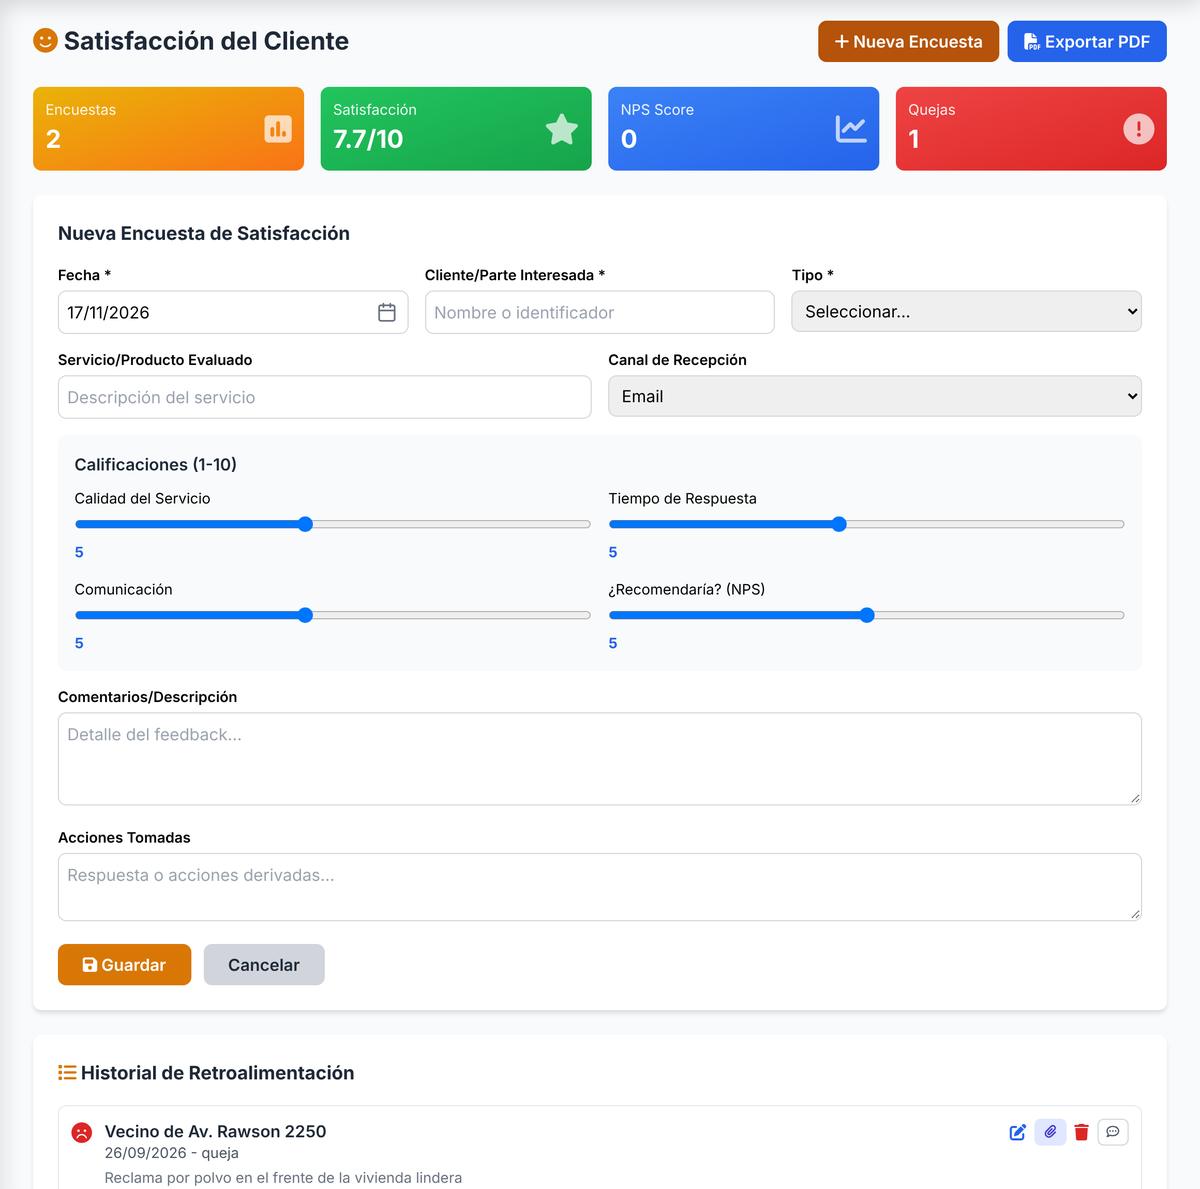 Satisfacción del Cliente
Nueva Encuesta
PDF Exportar PDF
Encuestas
2
Satisfacción
7.7/10
NPS Score
0
Quejas
1
Nueva Encuesta de Satisfacción
Fecha *
Cliente/Parte Interesada *
Tipo *
17/11/2026
Nombre o identificador
Seleccionar...
Servicio/Producto Evaluado
Canal de Recepción
Descripción del servicio
Email
Calificaciones (1-10)
Calidad del Servicio
Tiempo de Respuesta
5
5
Comunicación
¿Recomendaría? (NPS)
5
5
Comentarios/Descripción
Detalle del feedback...
Acciones Tomadas
Respuesta o acciones derivadas...
Guardar
Cancelar
Historial de Retroalimentación
Vecino de Av. Rawson 2250
26/09/2026 - queja
Reclama por polvo en el frente de la vivienda lindera